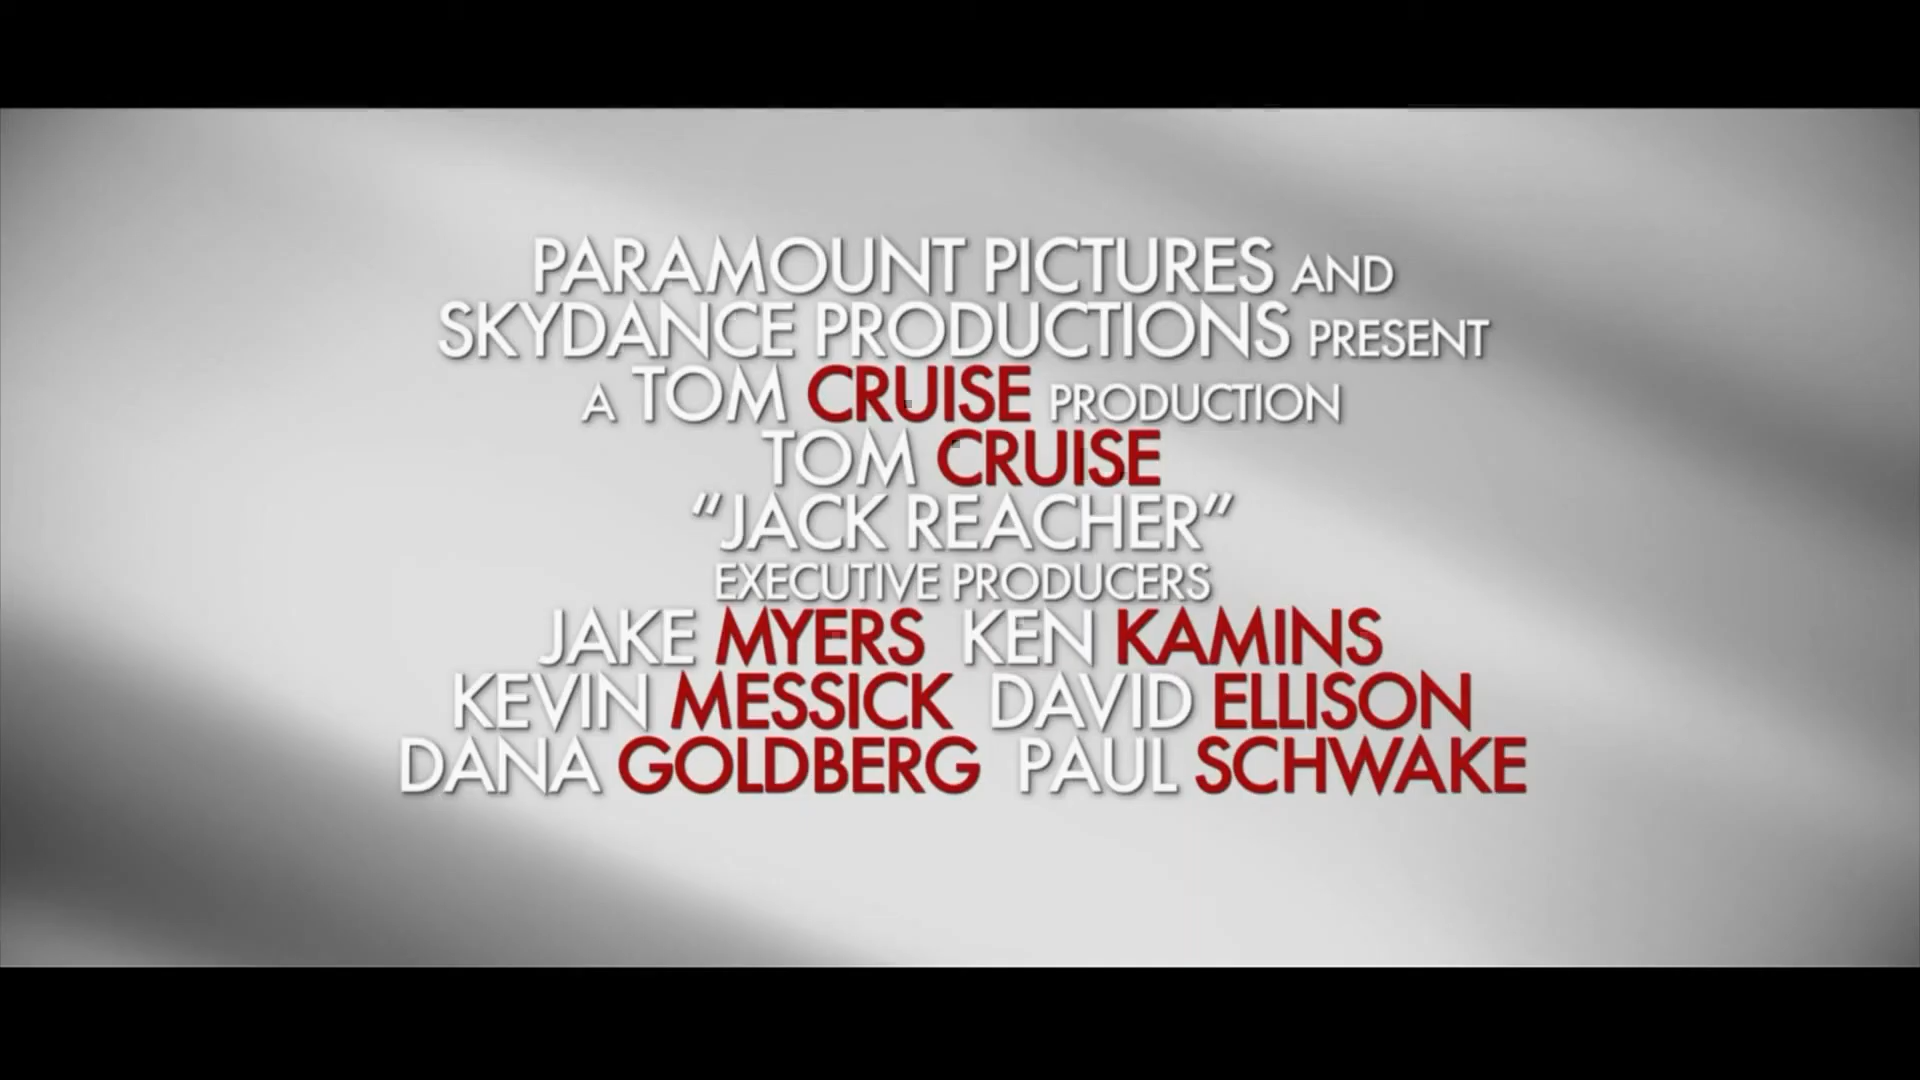 PARAMOUNT PICTURES AND
SKYDANCE PRODUCTIONS PRESENT
A TOM CRUISE PRODUCTION
TOM CRUISE
“JACK REACHER”
EXECUTIVE PRODUCERS
JAKE MYERS KEN KAMINS
KEVIN MESSICK DAVID ELLISON
DANA GOLDBERG PAUL SCHWAKE